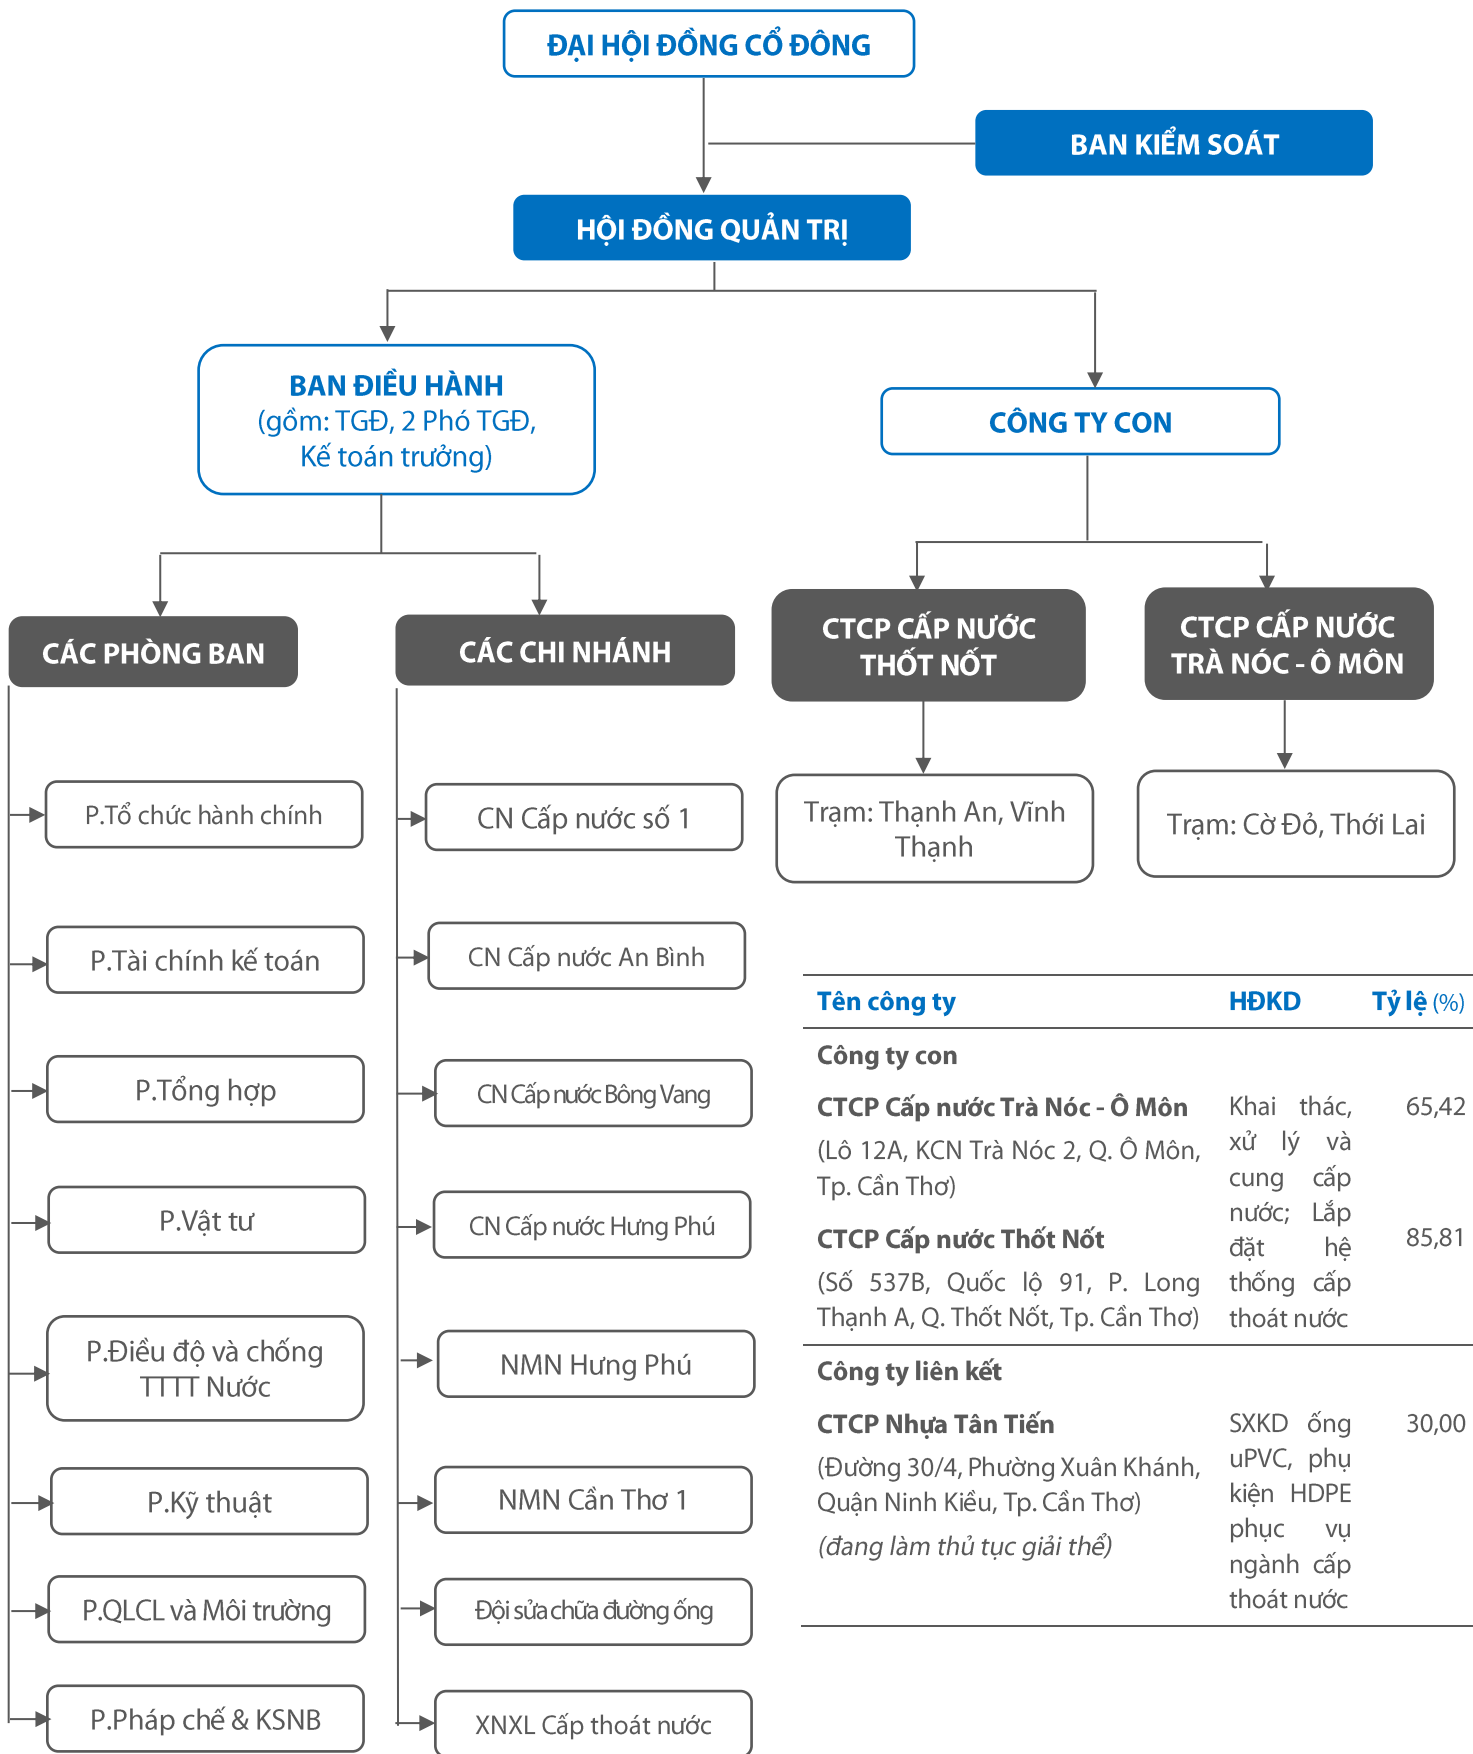 ĐẠI HỘI ĐỒNG CỔ ĐÔNG
BAN KIỂM SOÁT
HỘI ĐỒNG QUẢN TRỊ
BAN ĐIỀU HÀNH
(gồm: TGĐ, 2 Phó TGĐ,
Kế toán trưởng)
CÔNG TY CON
CÁC PHÒNG BAN
P.Tổ chức hành chính
P.Tài chính kế toán
P.Tổng hợp
P.Vật tư
P.Điều độ và chống
TTTT Nước
P.Kỹ thuật
P.QLCL và Môi trường
P.Pháp chế & KSNB
CÁC CHI NHÁNH
CN Cấp nước số 1
CN Cấp nước An Bình
CN Cấp nước Bông Vang
CN Cấp nước Hưng Phú
NMN Hưng Phú
NMN Cần Thơ 1
Đội sửa chữa đường ống
XNXL Cấp thoát nước
CTCP CẤP NƯỚC
THỐT NỐT
Trạm: Thạnh An, Vĩnh
Thạnh
CTCP CẤP NƯỚC
TRÀ NÓC - Ô MÔN
Trạm: Cờ Đỏ, Thới Lai
Tên công ty HĐKD Tỷ lệ (%)
Công ty con
CTCP Cấp nước Trà Nóc - Ô Môn
(Lô 12A, KCN Trà Nóc 2, Q. Ô Môn,
Tp. Cần Thơ)
CTCP Cấp nước Thốt Nốt
(Số 537B, Quốc lộ 91, P. Long
Thạnh A, Q. Thốt Nốt, Tp. Cần Thơ)
Khai thác,
xử lý và
cung cấp
nước; Lắp
đặt hệ
thống cấp
thoát nước
65,42
85,81
Công ty liên kết
CTCP Nhựa Tân Tiến
(Đường 30/4, Phường Xuân Khánh,
Quận Ninh Kiều, Tp. Cần Thơ)
(đang làm thủ tục giải thể)
SXKD ống
uPVC, phụ
kiện HDPE
phục vụ
ngành cấp
thoát nước
30,00